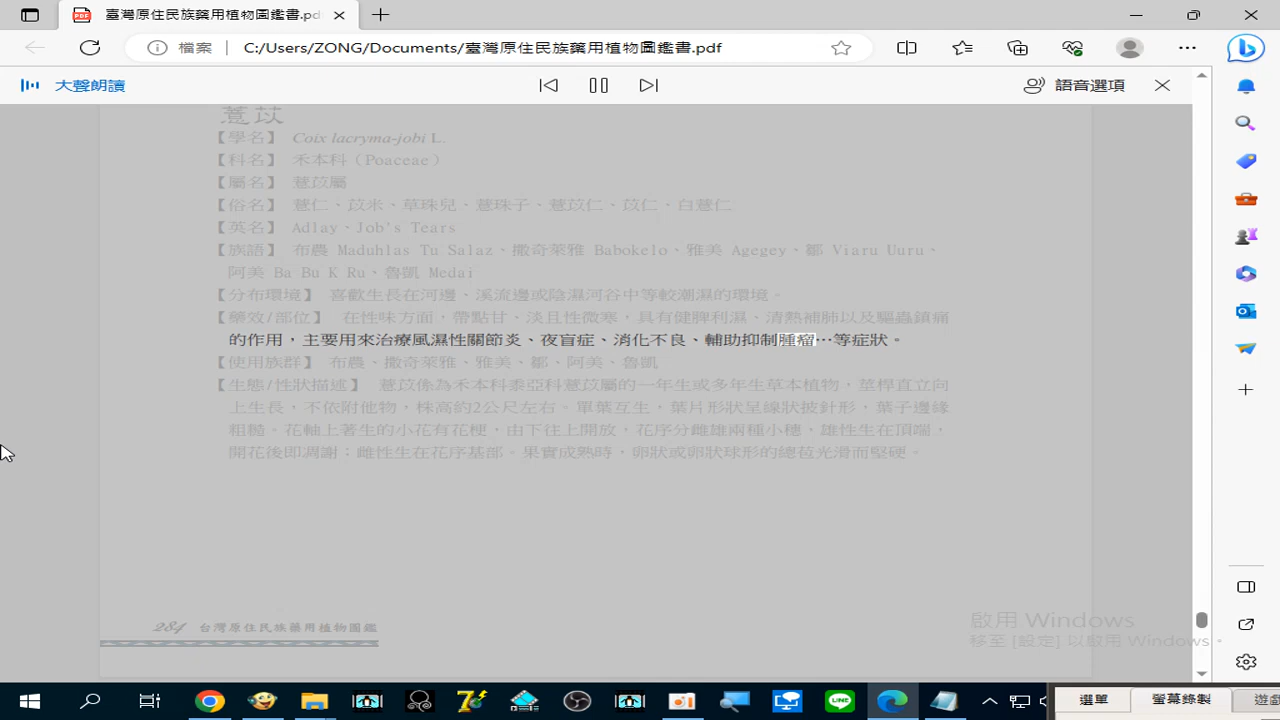 臺灣原住民族藥用植物圖鑑書.pd
檔案 C:/Users/ZONG/Documents/臺灣原住民族藥用植物圖鑑書.pdf
大聲朗讀 語音選項
薏苡
【學名】 Coix lacryma-jobi L.
【科名】 禾本科（Poaceae）
【屬名】 薏苡屬
【俗名】 薏仁、苡米、草珠兒、薏珠子、薏苡仁、苡仁、白薏仁
【英名】 Adlay、Job's Tears
【族語】 布農 Maduhlas Tu Salaz、撒奇萊雅 Babokelo、雅美 Agegey、鄒 Viaru Uuru、
阿美 Ba Bu K Ru、魯凱 Medai
【分布環境】 喜歡生長在河邊、溪流邊或陰濕河谷中等較潮濕的環境。
【藥效/部位】 在性味方面，帶點甘、淡且性微寒，具有健脾利濕、清熱補肺以及驅蟲鎮痛
的作用，主要用來治療風濕性關節炎、夜盲症、消化不良、輔助抑制腫瘤…等症狀。
【使用族群】 布農、撒奇萊雅、雅美、鄒、阿美、魯凱
【生態/性狀描述】 薏苡係為禾本科黍亞科薏苡屬的一年生或多年生草本植物，莖桿直立向
上生長，不依附他物，株高約2公尺左右。單葉互生，葉片形狀呈線狀披針形，葉子邊緣
粗糙。花軸上著生的小花有花梗，由下往上開放，花序分雌雄兩種小穗，雄性生在頂端，
開花後即凋謝；雌性生在花序基部。果實成熟時，卵狀或卵狀球形的總苞光滑而堅硬。
284 台灣原住民族藥用植物圖鑑
啟用 Windows
移至 [設定] 以啟用 Windows。
選單 螢幕錄製 遊戲